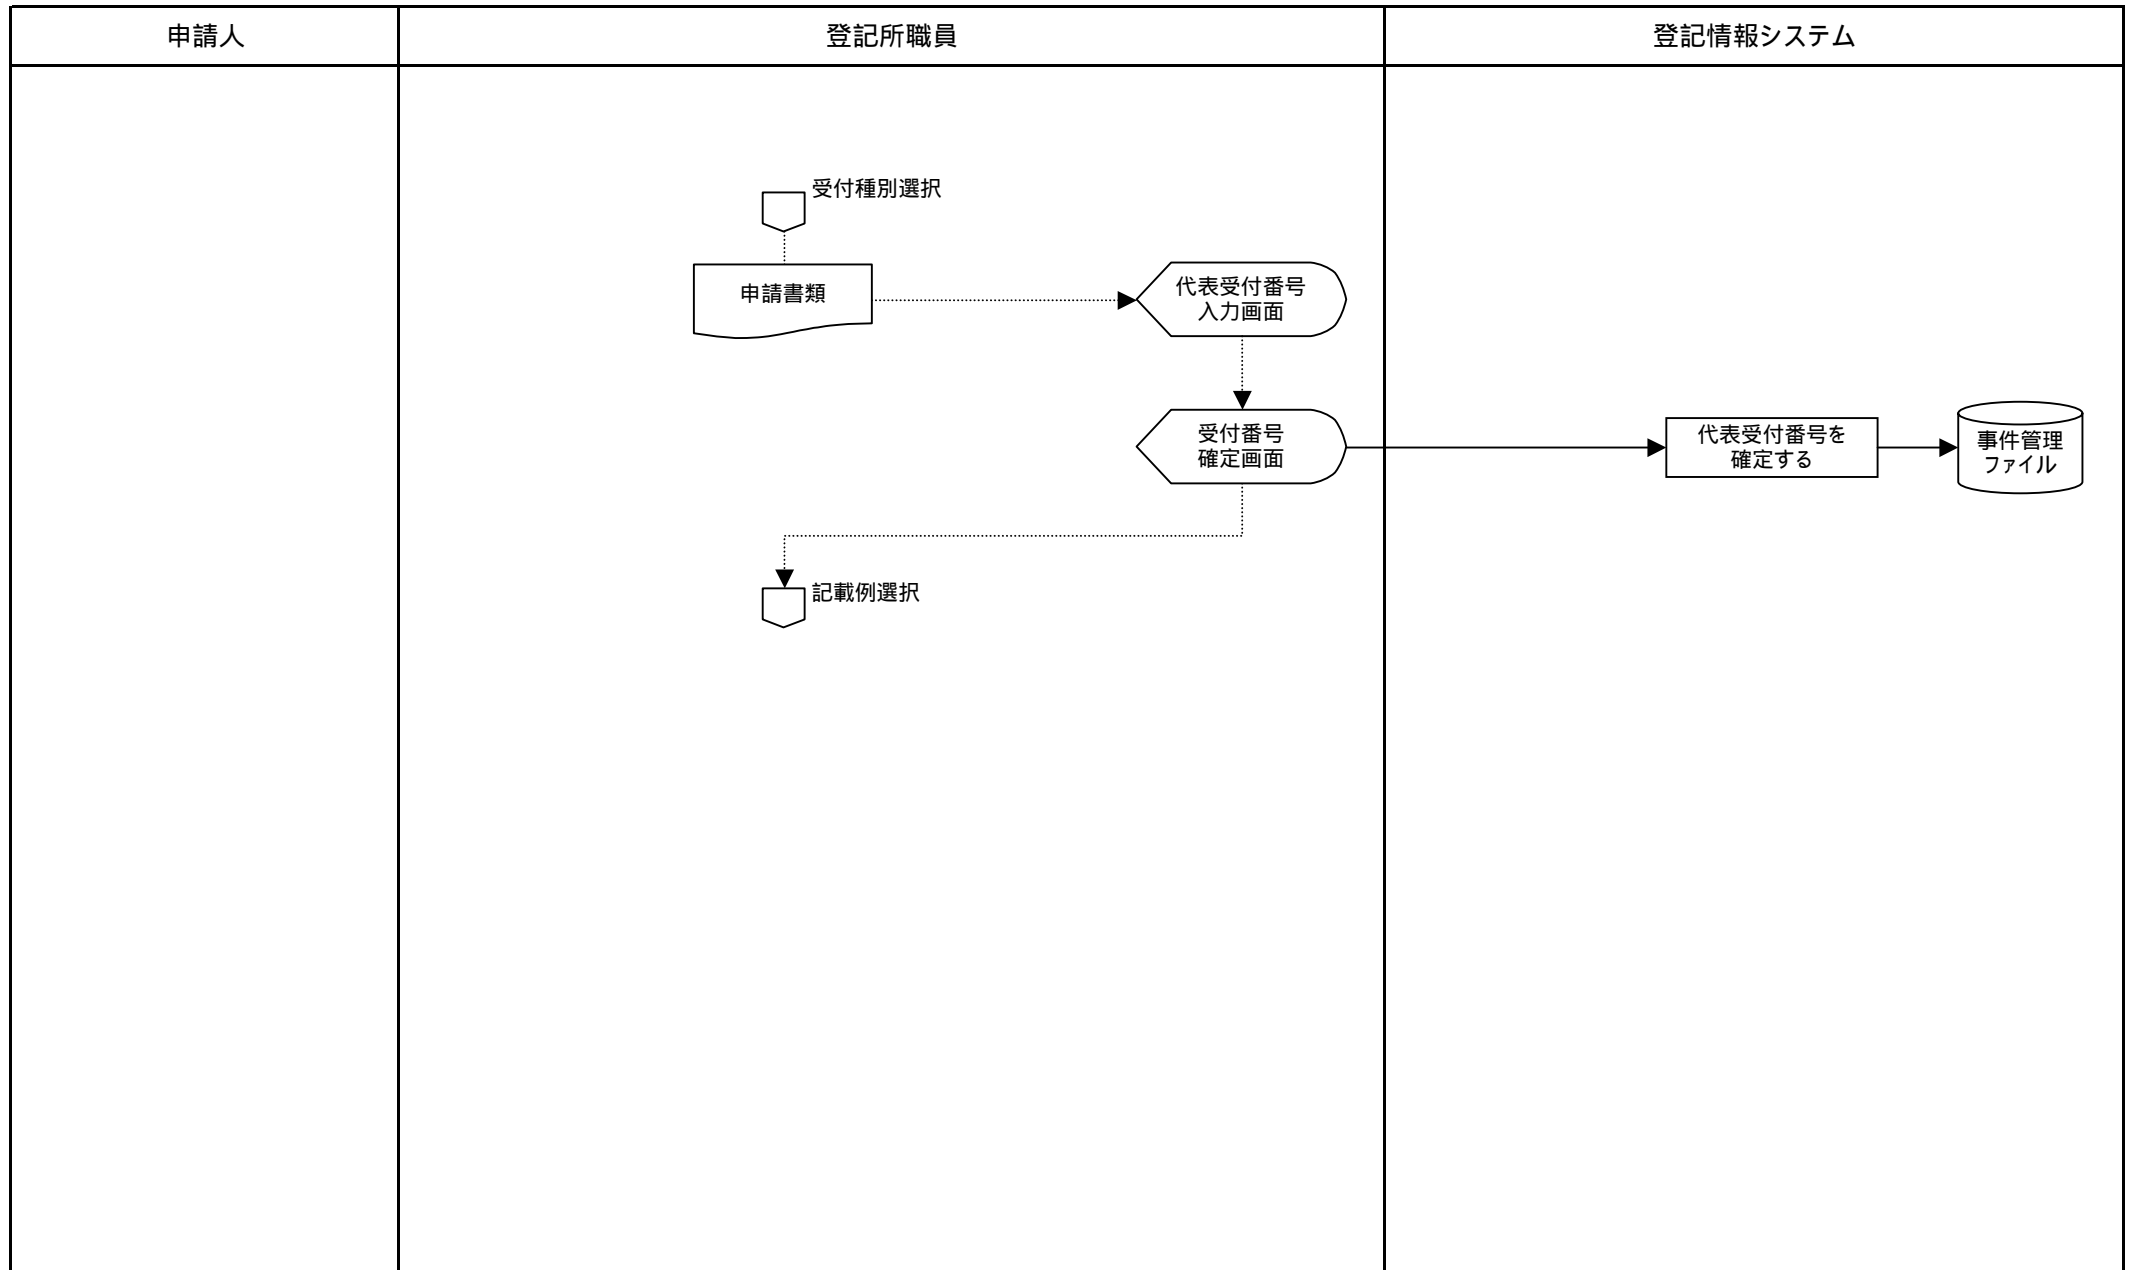 申請人
登記所職員
登記情報システム
受付種別選択
申請書類
代表受付番号
入力画面
受付番号
確定画面
代表受付番号を
確定する
事件管理
ファイル
記載例選択